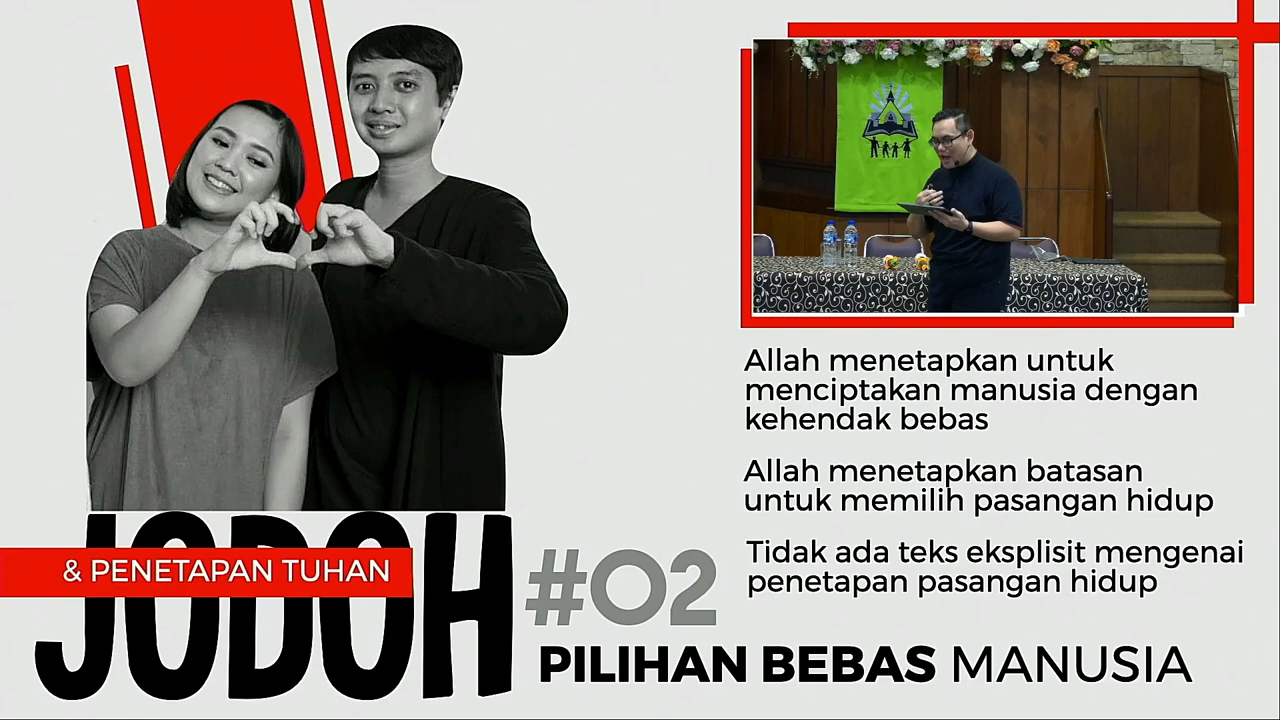 Allah menetapkan untuk
menciptakan manusia dengan
kehendak bebas
Allah menetapkan batasan
untuk memilih pasangan hidup
Tidak ada teks eksplisit mengenai
penetapan pasangan hidup
JODOH
& PENETAPAN TUHAN
#02
PILIHAN BEBAS MANUSIA